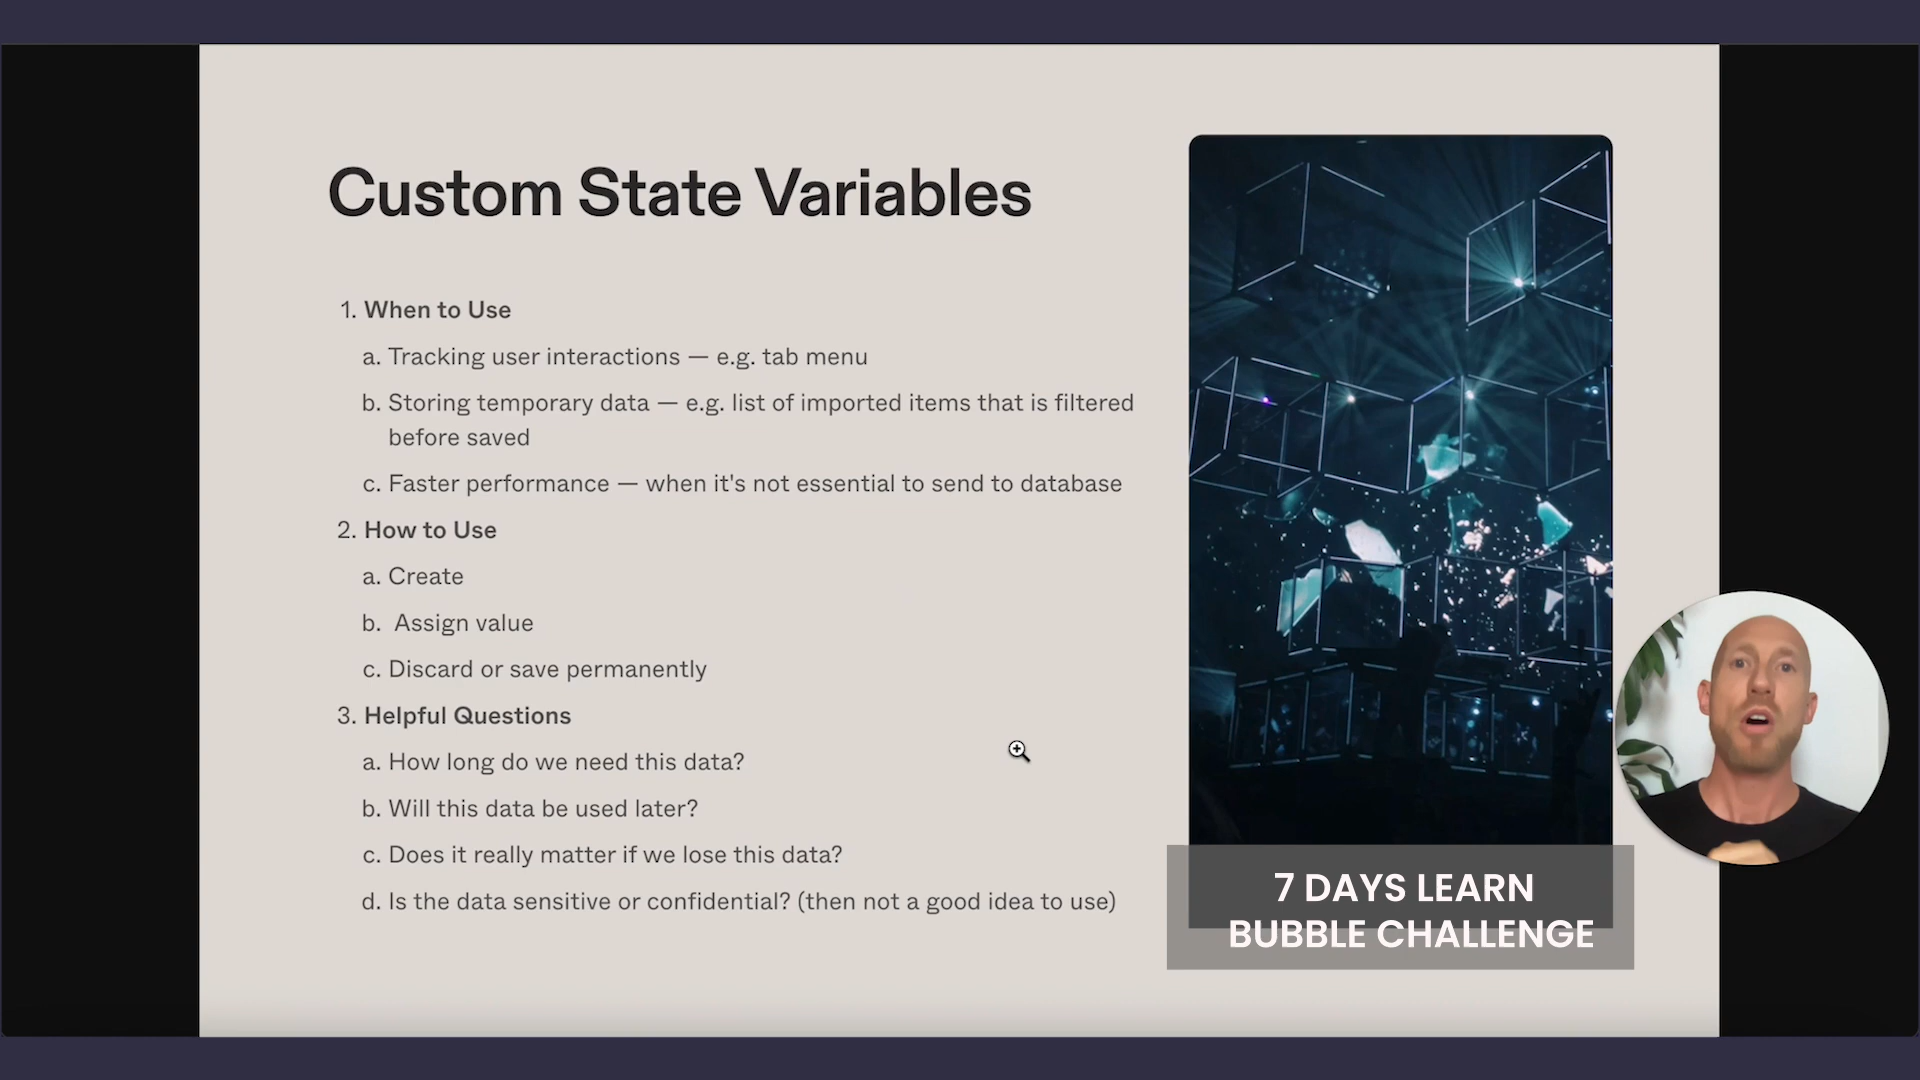 Custom State Variables
1. When to Use
a. Tracking user interactions — e.g. tab menu
b. Storing temporary data — e.g. list of imported items that is filtered
before saved
c. Faster performance — when it's not essential to send to database
2. How to Use
a. Create
b. Assign value
c. Discard or save permanently
3. Helpful Questions
a. How long do we need this data?
b. Will this data be used later?
c. Does it really matter if we lose this data?
d. Is the data sensitive or confidential? (then not a good idea to use)
7 DAYS LEARN
BUBBLE CHALLENGE